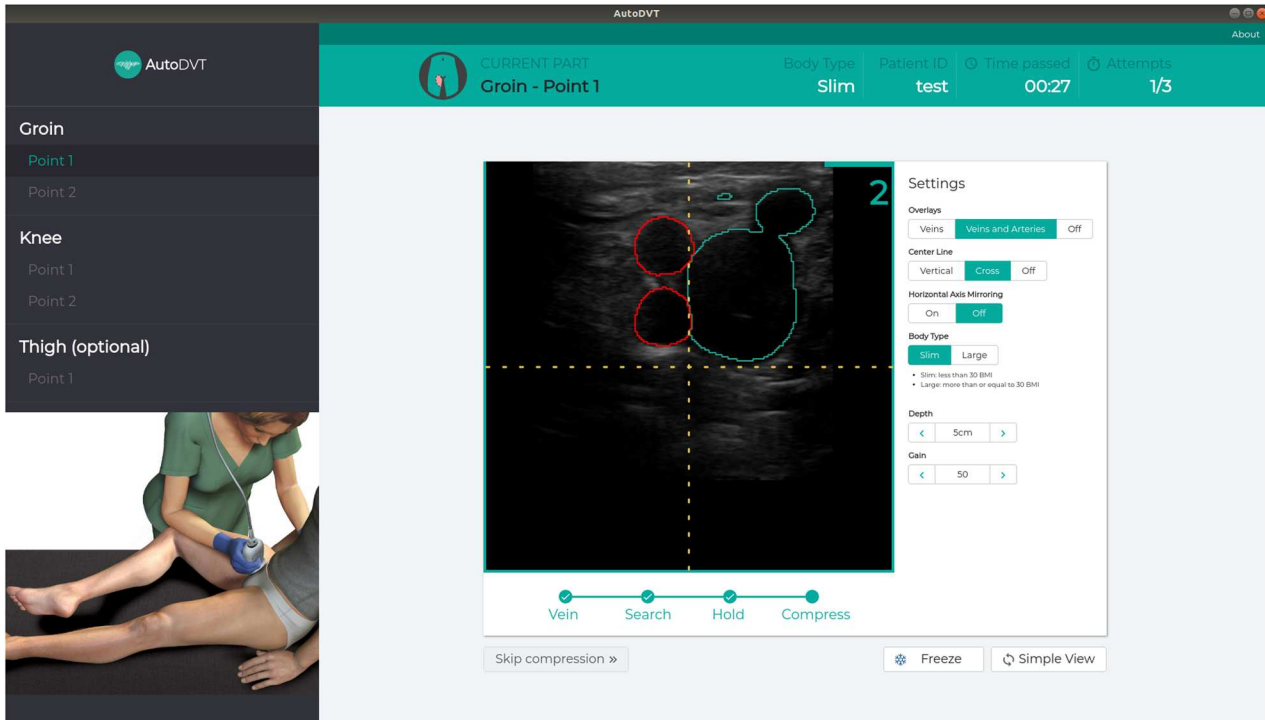 AutoDVT
About
AutoDVT
CURRENT PART
Groin - Point 1
Body Type
Slim
Patient ID
test
Time passed
00:27
Attempts
1/3
Groin
Point 1
Point 2
Knee
Point 1
Point 2
Thigh (optional)
Point 1
2
Settings
Overlays
Veins Veins and Arteries Off
Center Line
Vertical Cross Off
Horizontal Axis Mirroring
On Off
Body Type
Slim Large
• Slim: less than 30 BMI
• Large: more than or equal to 30 BMI
Depth
‹ 5cm ›
Gain
‹ 50 ›
Vein Search Hold Compress
Skip compression »
Freeze
Simple View